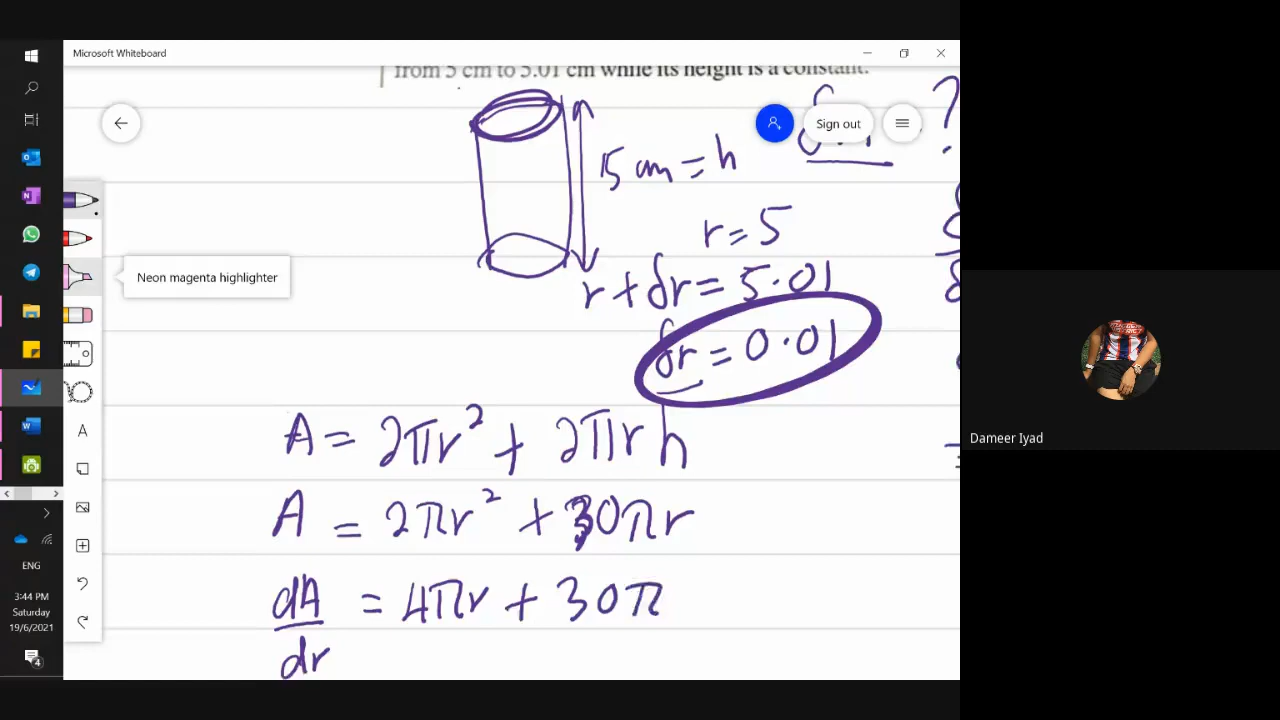 Microsoft Whiteboard
from 5 cm to 5.01 cm while its height is a constant.
Sign out
?
15 cm = h
r = 5
r + δr = 5.01
δr = 0.01
Neon magenta highlighter
A = 2πr² + 2πrh
A = 2πr² + 30πr
dA
= 4πr + 30π
dr
Dameer Iyad
A
ENG
3:44 PM
Saturday
19/6/2021
4